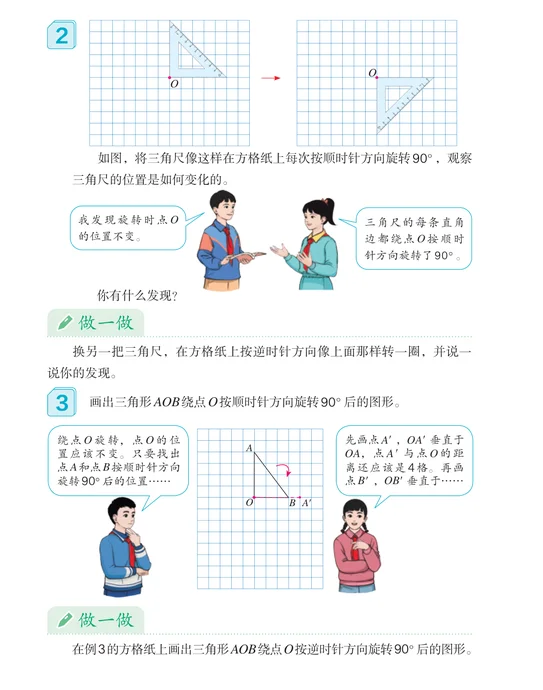 2
O
O
如图，将三角尺像这样在方格纸上每次按顺时针方向旋转90°，观察
三角尺的位置是如何变化的。
我发现旋转时点O
的位置不变。
三角尺的每条直角
边都绕点O按顺时
针方向旋转了90°。
你有什么发现？
做一做
换另一把三角尺，在方格纸上按逆时针方向像上面那样转一圈，并说一
说你的发现。
3
画出三角形AOB绕点O按顺时针方向旋转90°后的图形。
绕点O旋转，点O的位
置应该不变。只要找出
点A和点B按顺时针方向
旋转90°后的位置……
A
O
B
A′
先画点A′，OA′垂直于
OA，点A′与点O的距
离还应该是4格。再画
点B′，OB′垂直于……
做一做
在例3的方格纸上画出三角形AOB绕点O按逆时针方向旋转90°后的图形。